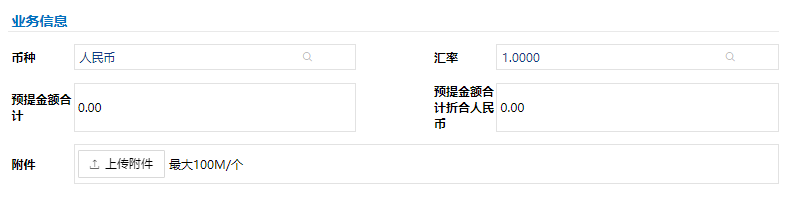 业务信息
币种 人民币 汇率 1.0000
预提金额合
计
0.00
预提金额合
计折合人民
币
0.00
附件 上传附件 最大100M/个